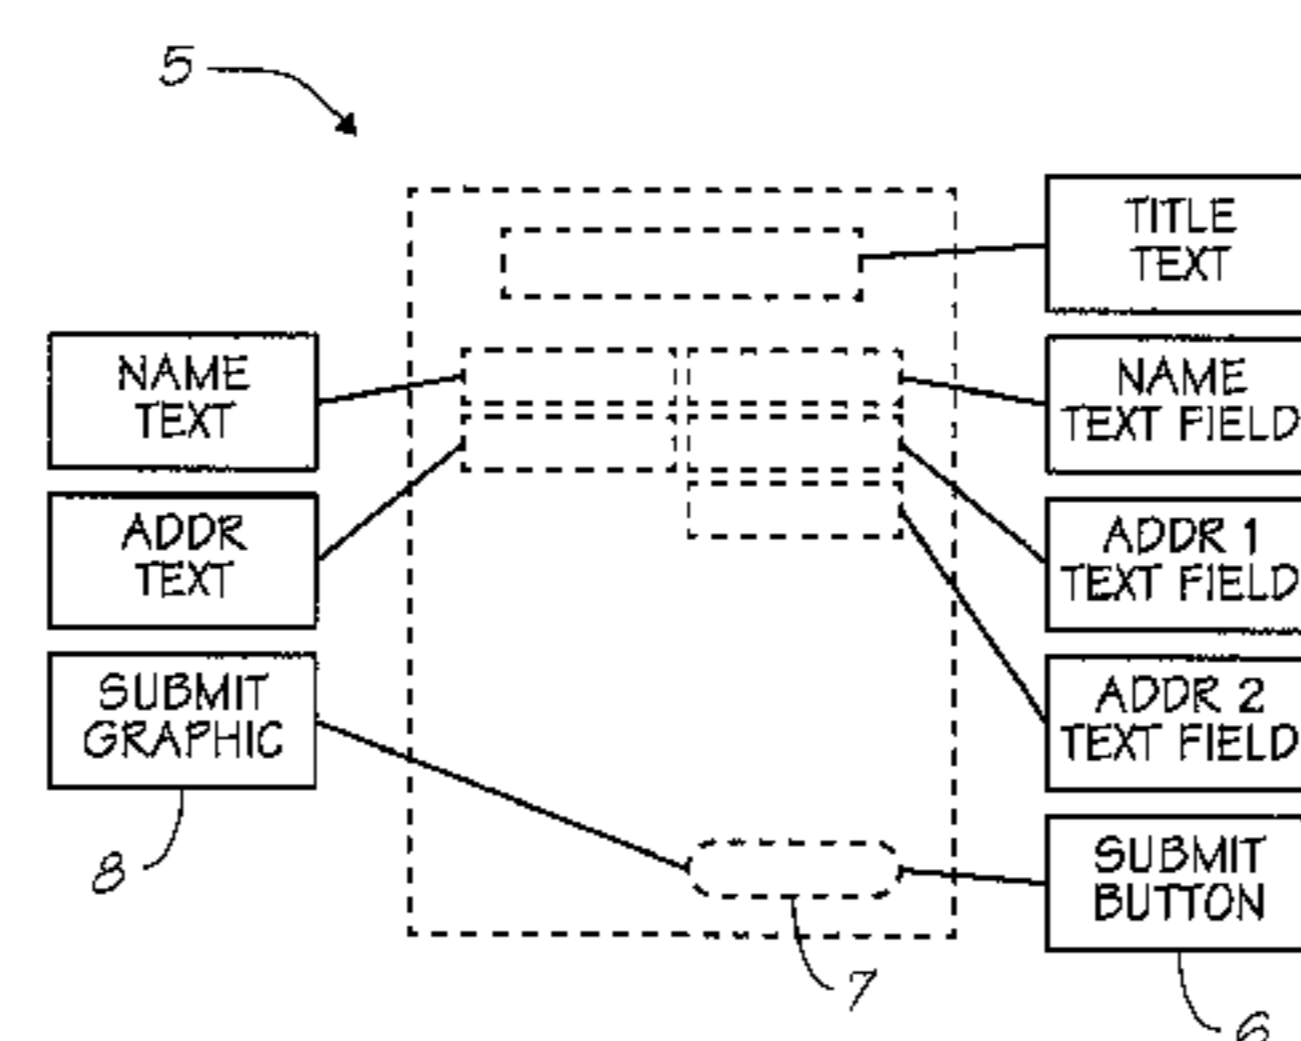 5
TITLE
TEXT
NAME
TEXT
NAME
TEXT FIELD
ADDR
TEXT
ADDR 1
TEXT FIELD
SUBMIT
GRAPHIC
ADDR 2
TEXT FIELD
8
SUBMIT
BUTTON
7
6